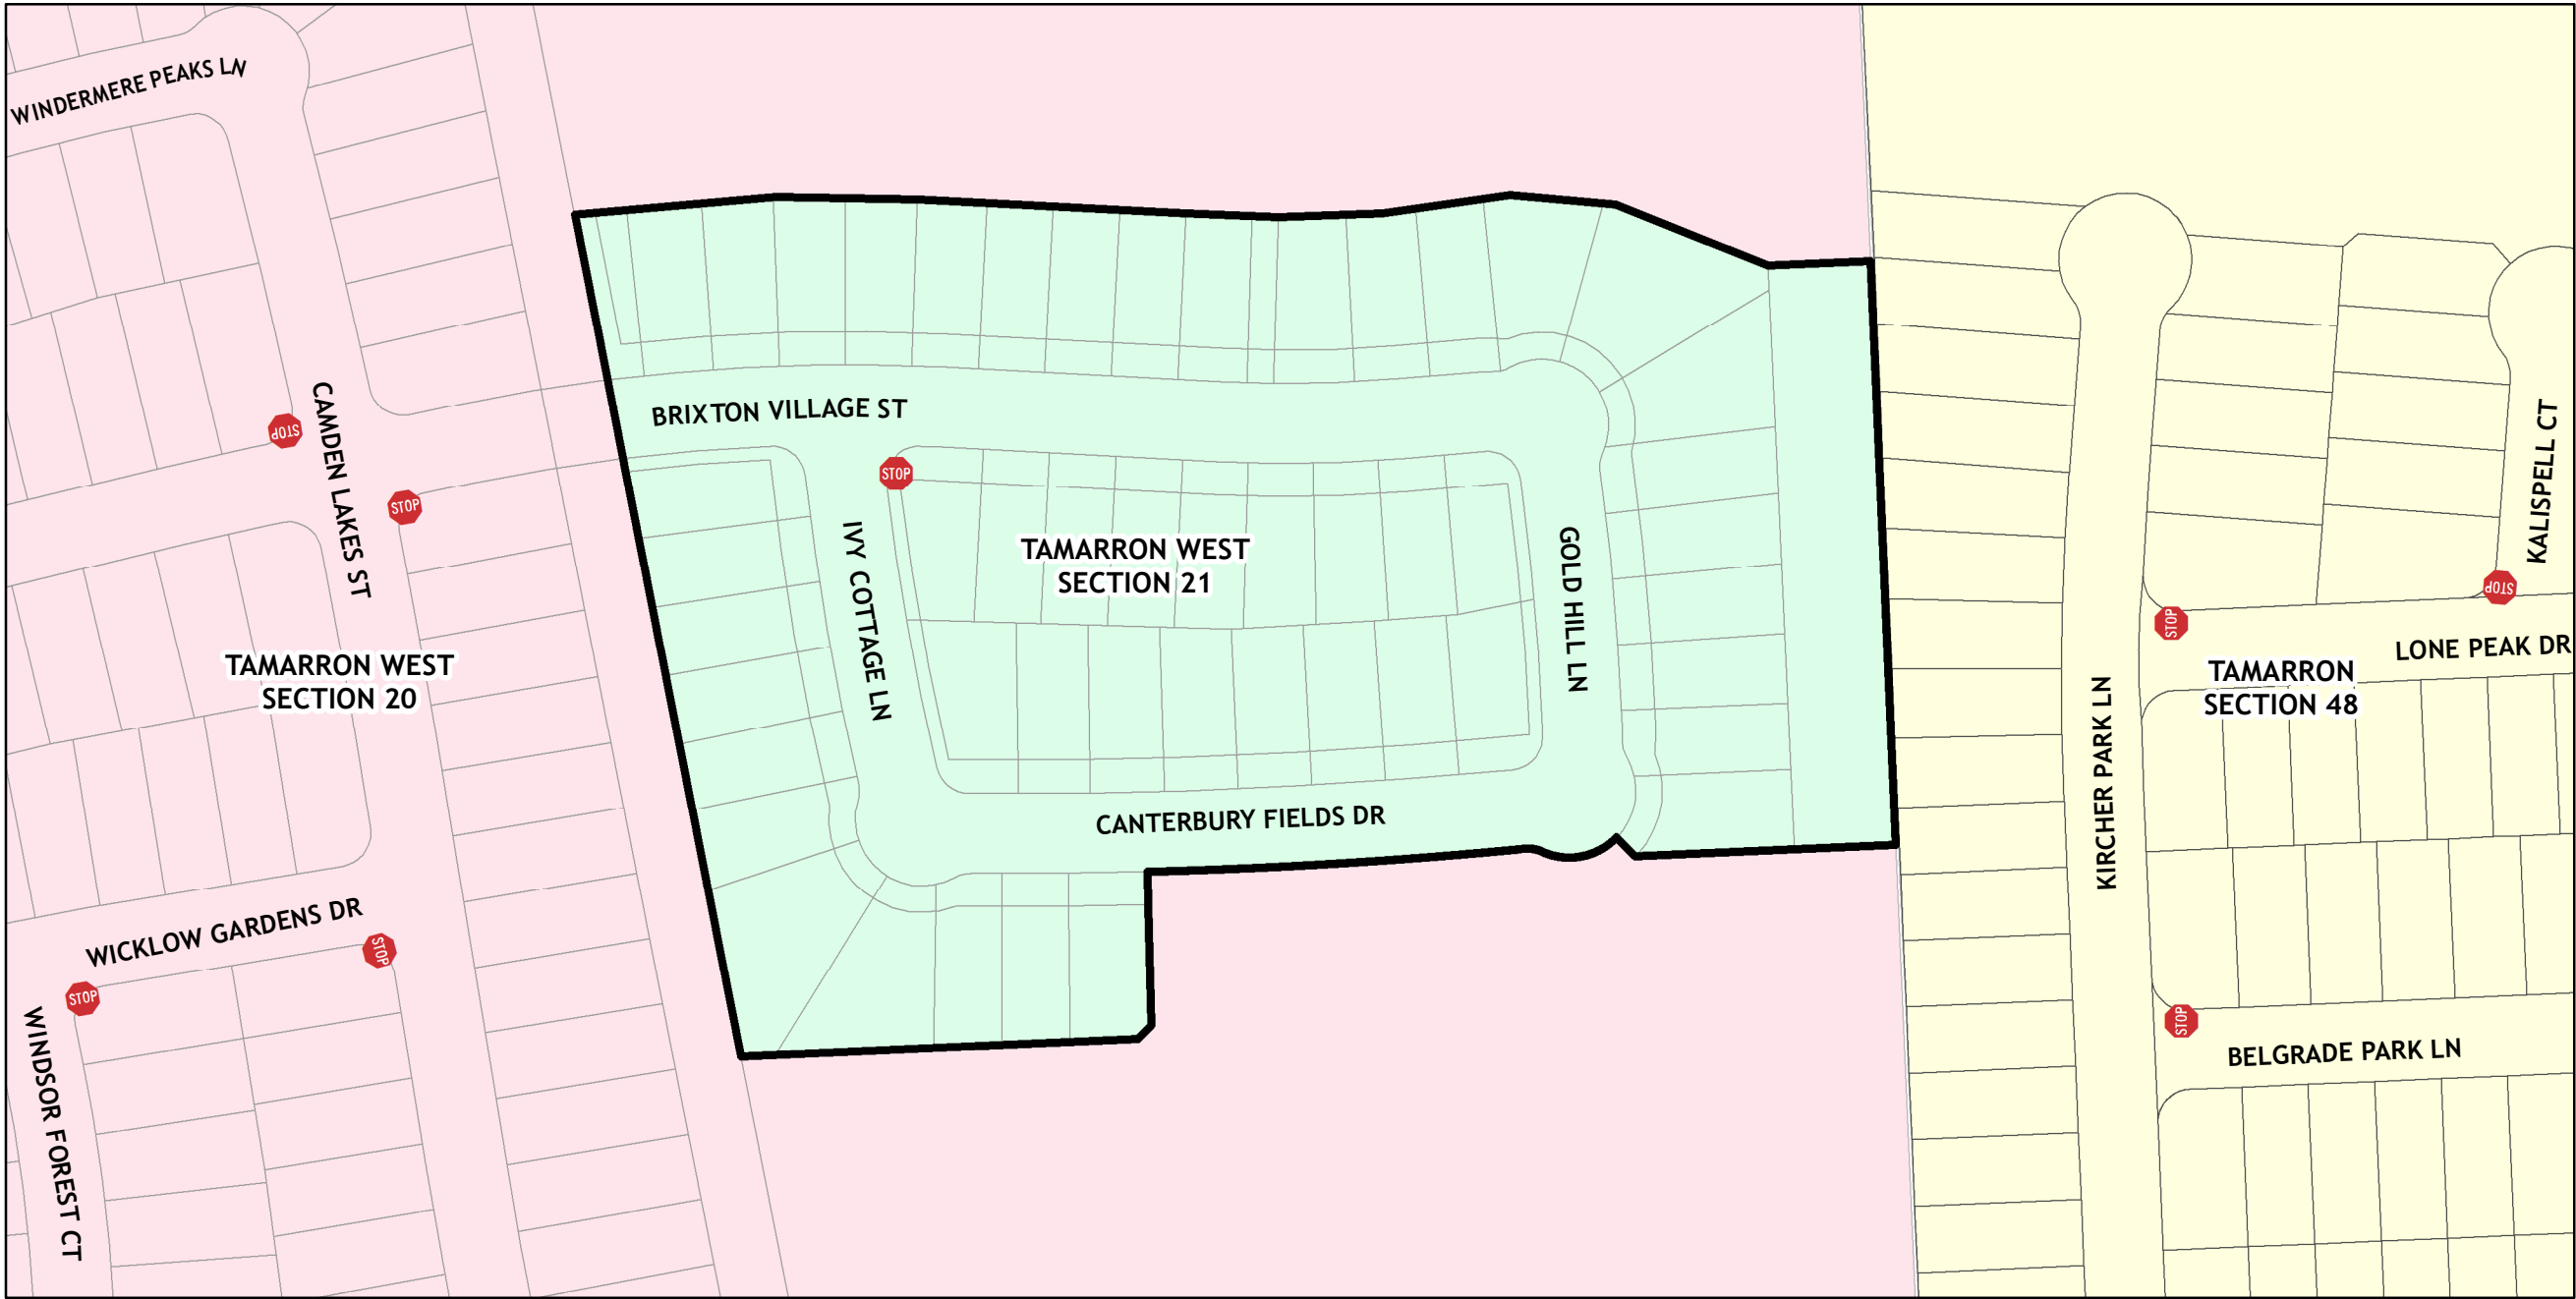 WINDERMERE PEAKS LN
CAMDEN LAKES ST
STOP
STOP
TAMARRON WEST
SECTION 20
WICKLOW GARDENS DR
STOP
STOP
WINDSOR FOREST CT
BRIXTON VILLAGE ST
STOP
IVY COTTAGE LN
TAMARRON WEST
SECTION 21
GOLD HILL LN
CANTERBURY FIELDS DR
KALISPELL CT
STOP
STOP
LONE PEAK DR
TAMARRON
SECTION 48
KIRCHER PARK LN
STOP
BELGRADE PARK LN